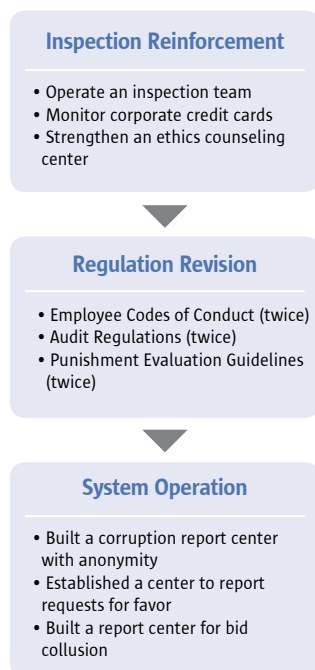 Inspection Reinforcement
• Operate an inspection team
• Monitor corporate credit cards
• Strengthen an ethics counseling
center
Regulation Revision
• Employee Codes of Conduct (twice)
• Audit Regulations (twice)
• Punishment Evaluation Guidelines
(twice)
System Operation
• Built a corruption report center
with anonymity
• Established a center to report
requests for favor
• Built a report center for bid
collusion